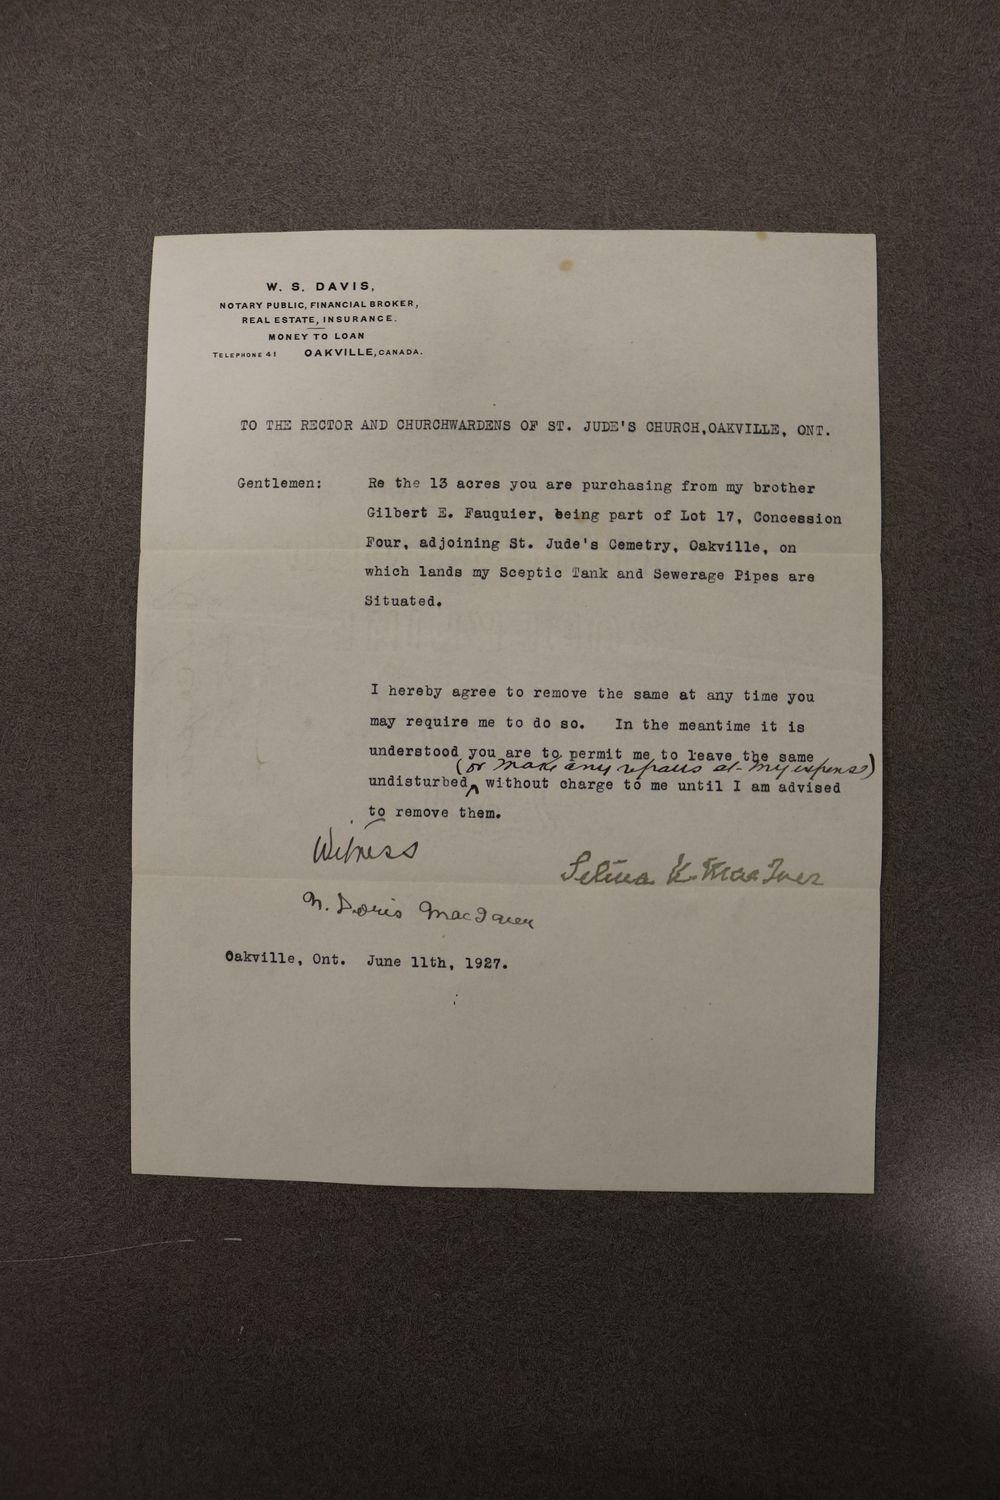 W. S. DAVIS,
NOTARY PUBLIC, FINANCIAL BROKER,
REAL ESTATE, INSURANCE.
MONEY TO LOAN
TELEPHONE 41 OAKVILLE, CANADA.
TO THE RECTOR AND CHURCHWARDENS OF ST. JUDE'S CHURCH,OAKVILLE, ONT.
Gentlemen: Re the 13 acres you are purchasing from my brother
Gilbert E. Fauquier, being part of Lot 17, Concession
Four, adjoining St. Jude's Cemetry, Oakville, on
which lands my Sceptic Tank and Sewerage Pipes are
Situated.
I hereby agree to remove the same at any time you
may require me to do so. In the meantime it is
understood you are to permit me to leave the same
(or make any repairs at my expense)
undisturbed, without charge to me until I am advised
to remove them.
Witness
Selina K. MacIver
N. Doris
Oakville, Ont. June 11th, 1927.